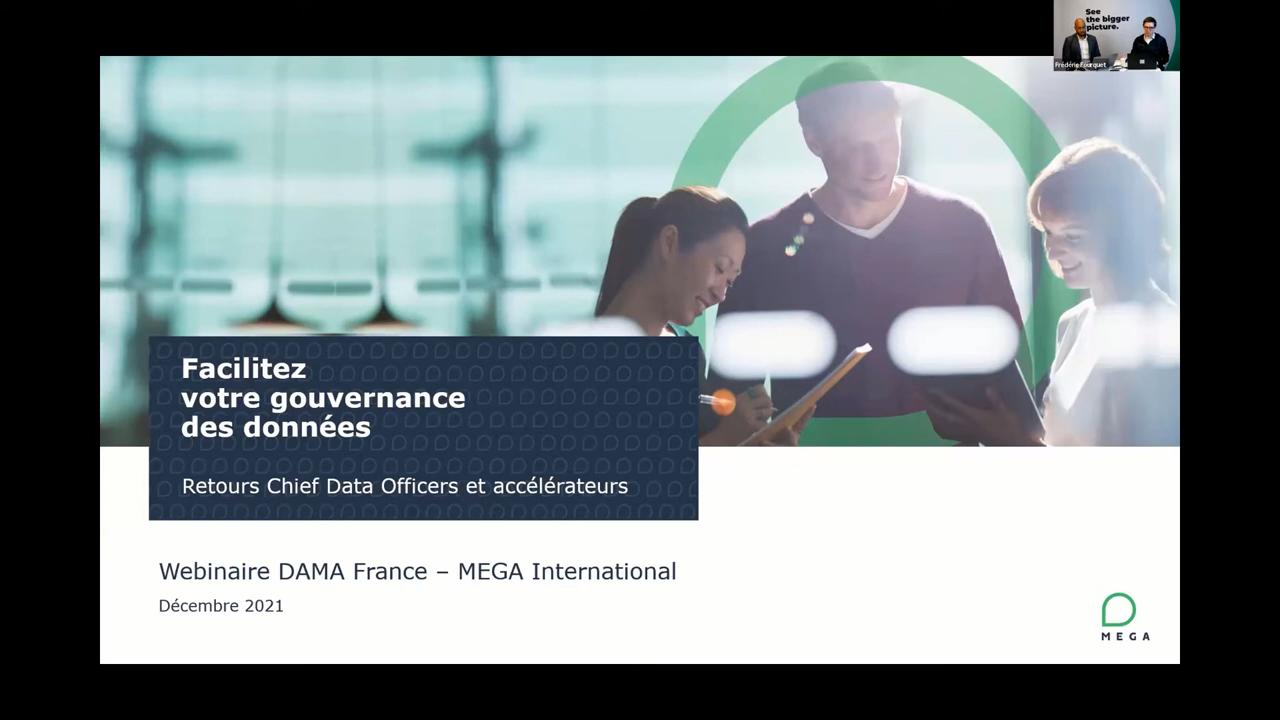 See
the bigger
picture.
Frédéric Fourquet
Facilitez
votre gouvernance
des données
Retours Chief Data Officers et accélérateurs
Webinaire DAMA France – MEGA International
Décembre 2021
MEGA